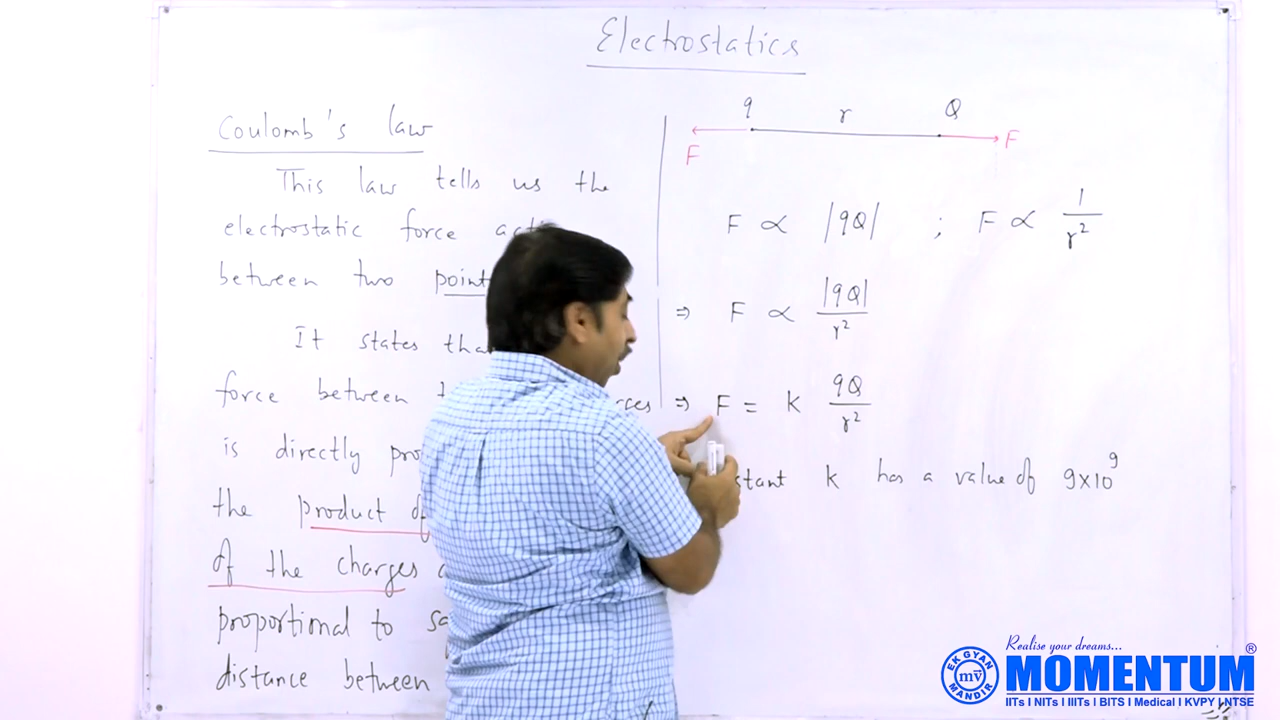 Electrostatics
Coulomb's law
This law tells us the
electrostatic force
between two point
It states
force between
is directly
the product of
of the charges
proportional to
distance between
q r Q
F F
F ∝ |qQ| ; F ∝ 1/r²
⇒ F ∝ |qQ|/r²
⇒ F = k qQ/r²
k has a value of 9×10⁹
Realise your dreams...
EK GYAN MANDIR
mv
MOMENTUM®
IITs | NITs | IIITs | BITS | Medical | KVPY | NTSE